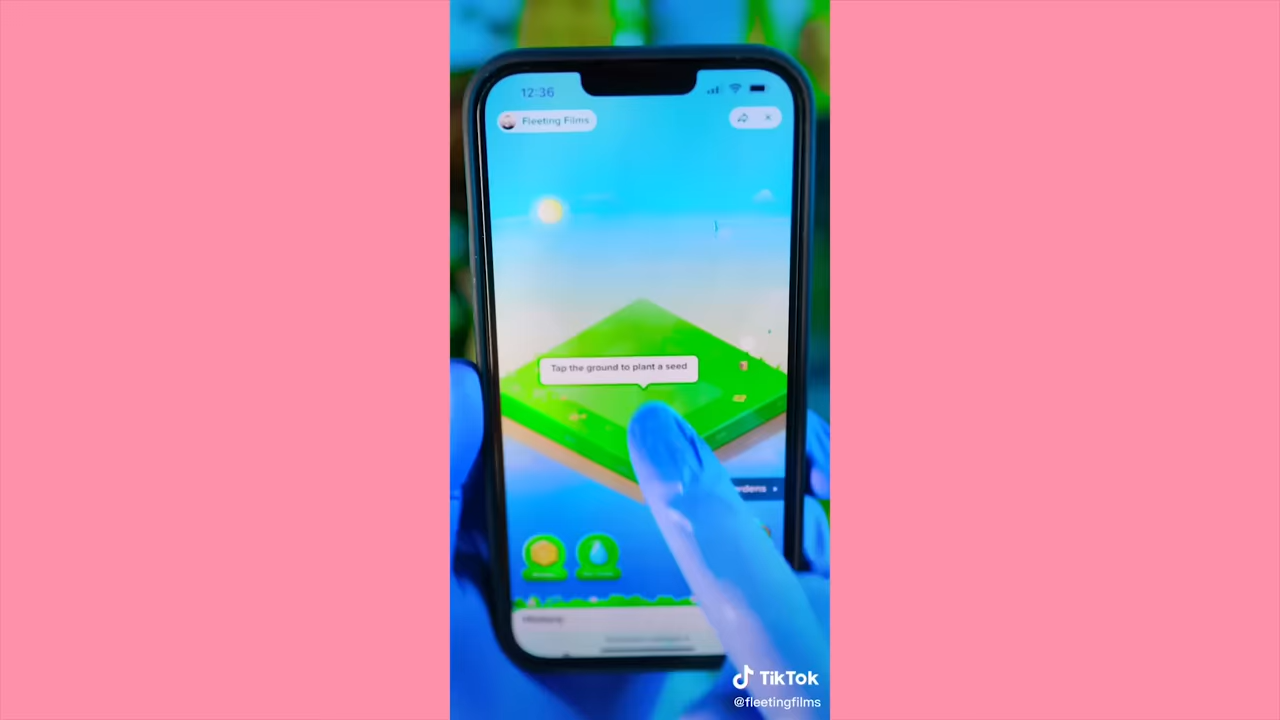 12:36
Fleeting Films
Tap the ground to plant a seed
TikTok
@fleetingfilms